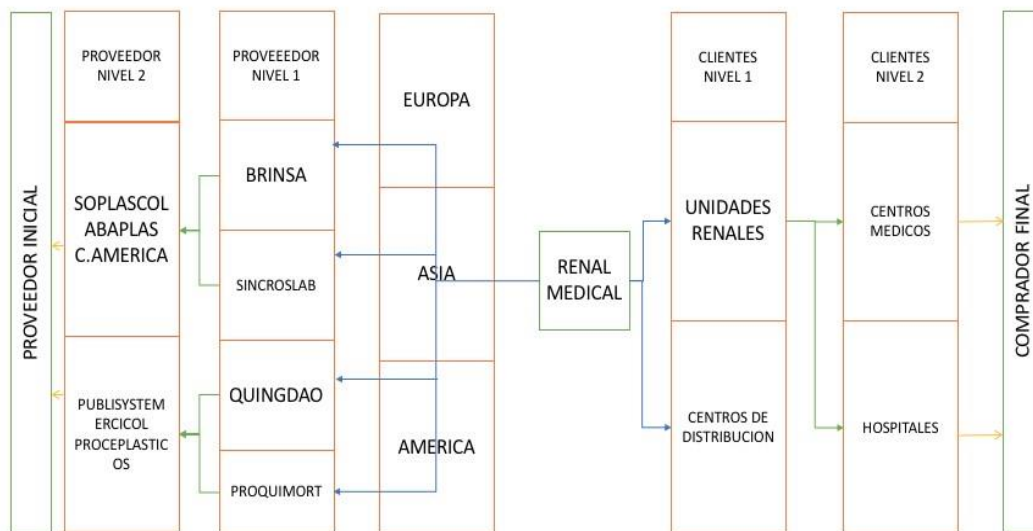 PROVEEDOR INICIAL
PROVEEDOR
NIVEL 2
SOPLASCOL
ABAPLAS
C.AMERICA
PUBLISYSTEM
ERCICOL
PROCEPLASTIC
OS
PROVEEEDOR
NIVEL 1
BRINSA
SINCROSLAB
QUINGDAO
PROQUIMORT
EUROPA
ASIA
AMERICA
RENAL
MEDICAL
CLIENTES
NIVEL 1
UNIDADES
RENALES
CENTROS DE
DISTRIBUCION
CLIENTES
NIVEL 2
CENTROS
MEDICOS
HOSPITALES
COMPRADOR FINAL